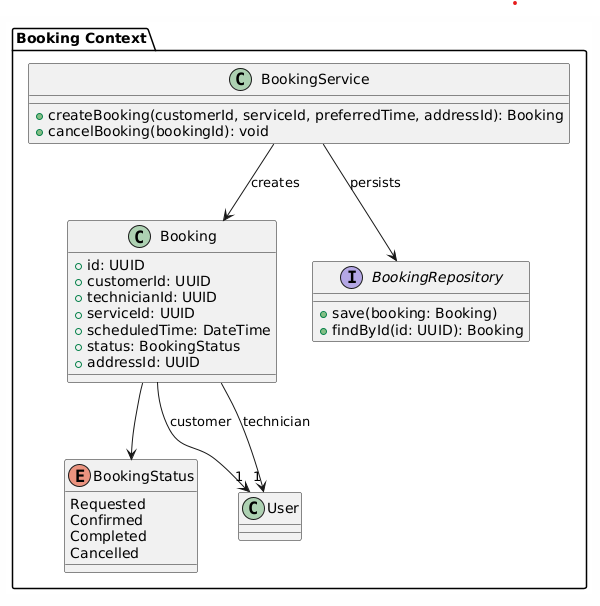 Booking Context
C BookingService
createBooking(customerId, serviceId, preferredTime, addressId): Booking
cancelBooking(bookingId): void
creates
persists
C Booking
id: UUID
customerId: UUID
technicianId: UUID
serviceId: UUID
scheduledTime: DateTime
status: BookingStatus
addressId: UUID
I BookingRepository
save(booking: Booking)
findById(id: UUID): Booking
customer
technician
1
1
E BookingStatus
Requested
Confirmed
Completed
Cancelled
C User